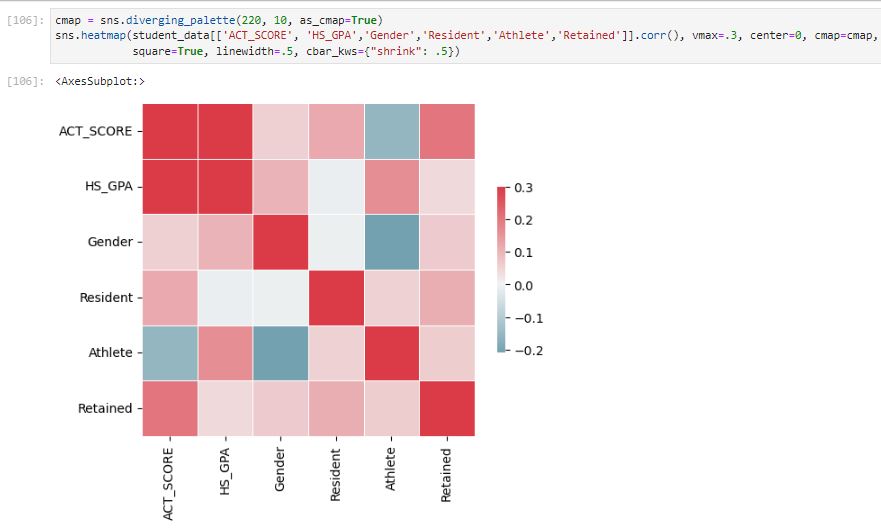 [106]: cmap = sns.diverging_palette(220, 10, as_cmap=True)
sns.heatmap(student_data[['ACT_SCORE', 'HS_GPA','Gender','Resident','Athlete','Retained']].corr(), vmax=.3, center=0, cmap=cmap,
square=True, linewidth=.5, cbar_kws={"shrink": .5})
[106]: <AxesSubplot:>
ACT_SCORE
HS_GPA
Gender
Resident
Athlete
Retained
ACT_SCORE
HS_GPA
Gender
Resident
Athlete
Retained
0.3
0.2
0.1
0.0
−0.1
−0.2